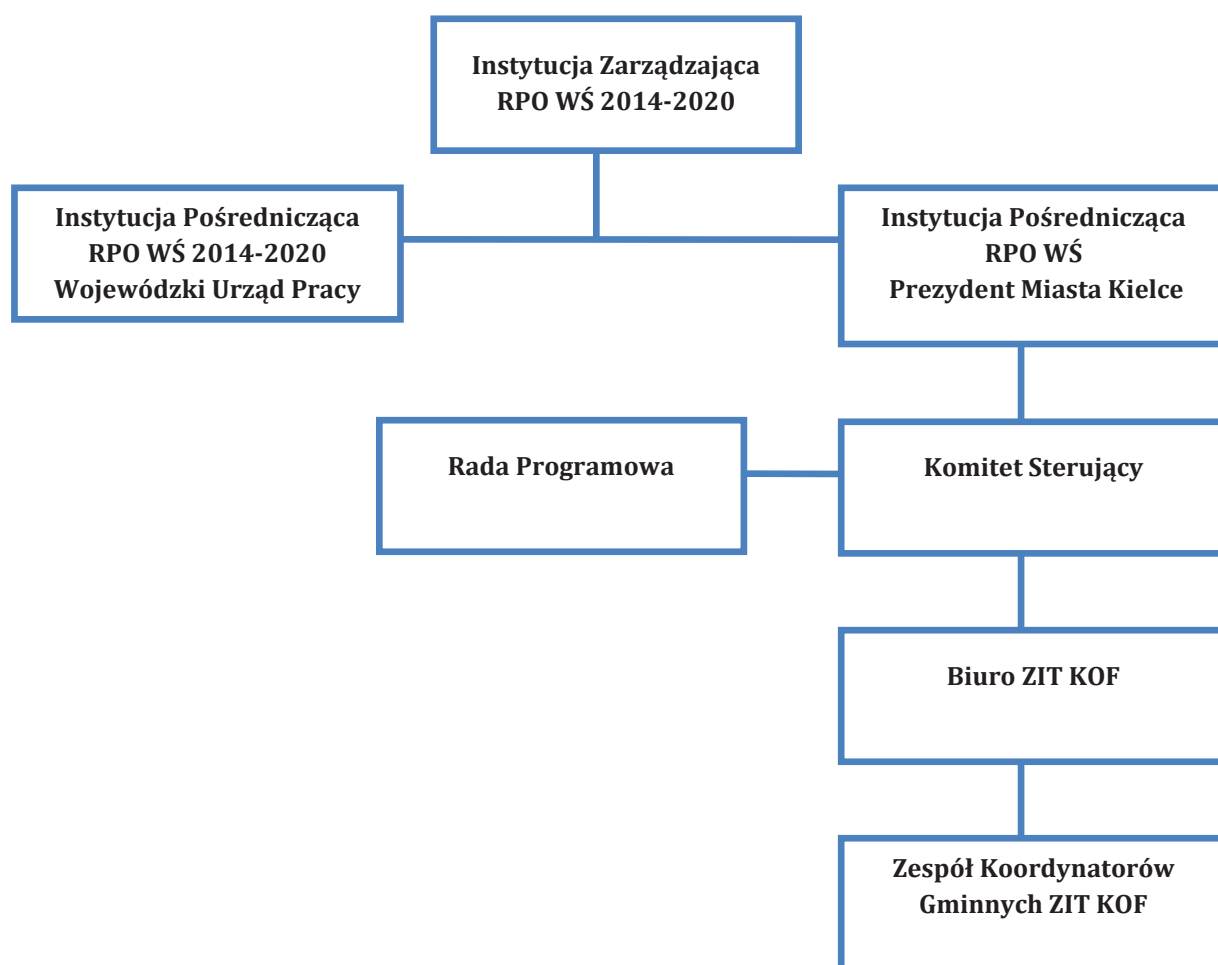 Instytucja Zarządzająca
RPO WŚ 2014-2020
Instytucja Pośrednicząca
RPO WŚ 2014-2020
Wojewódzki Urząd Pracy
Instytucja Pośrednicząca
RPO WŚ
Prezydent Miasta Kielce
Rada Programowa
Komitet Sterujący
Biuro ZIT KOF
Zespół Koordynatorów
Gminnych ZIT KOF